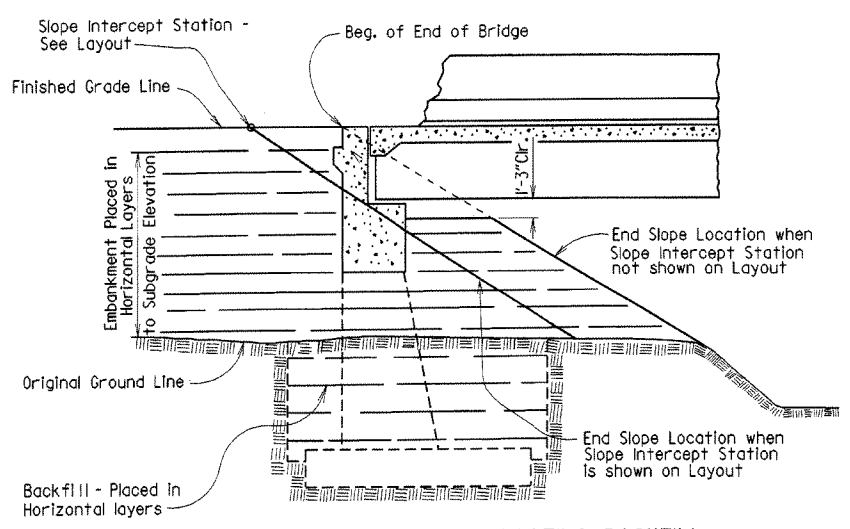 Slope Intercept Station -
See Layout
Beg. of End of Bridge
Finished Grade Line
1'-3" Clr.
Embankment Placed in
Horizontal Layers
to Subgrade Elevation
End Slope Location when
Slope Intercept Station
not shown on Layout
Original Ground Line
End Slope Location when
Slope Intercept Station
is shown on Layout
Backfill - Placed in
Horizontal layers